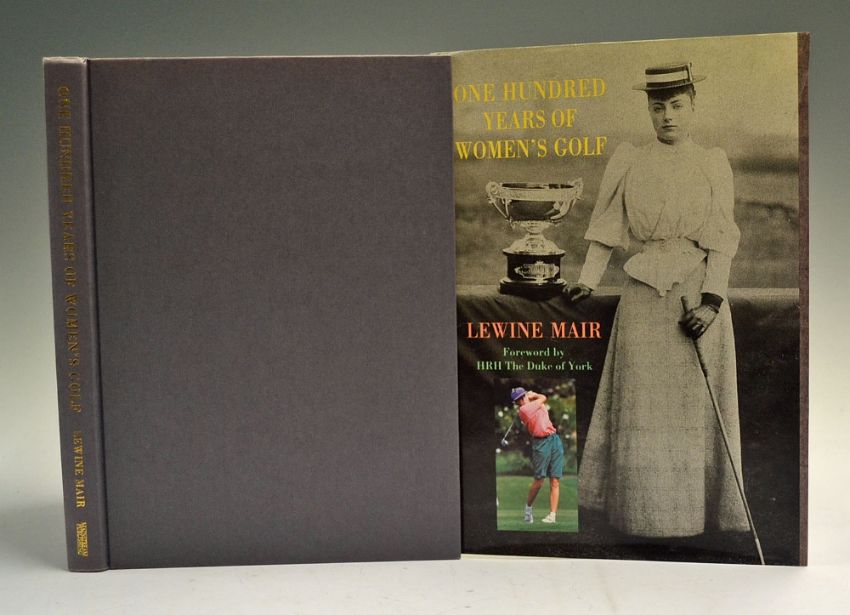 ONE HUNDRED YEARS OF WOMEN'S GOLF LEWINE MAIR
MAINSTREAM
ONE HUNDRED
YEARS OF
WOMEN'S GOLF
LEWINE MAIR
Foreword by
HRH The Duke of York